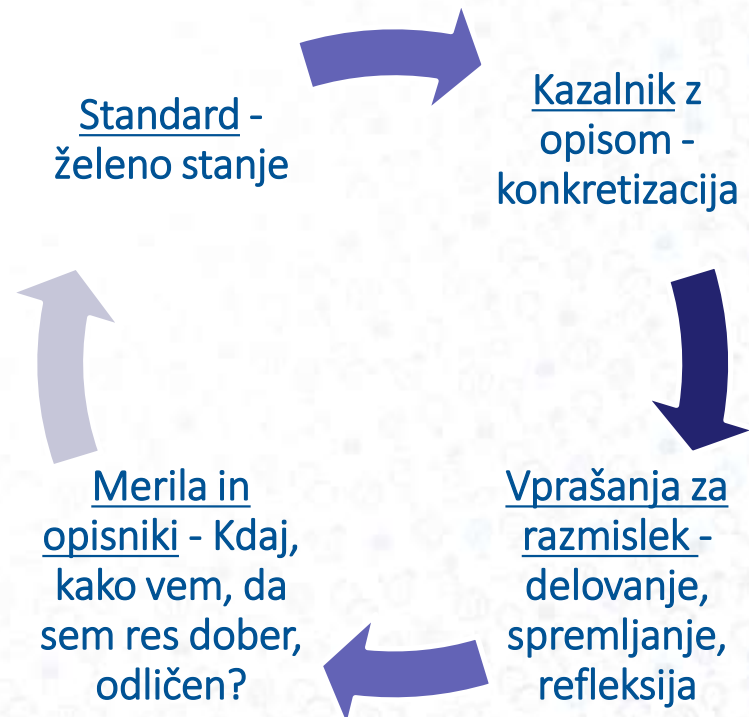 Standard -
želeno stanje
Kazalnik z
opisom -
konkretizacija
Vprašanja za
razmislek -
delovanje,
spremljanje,
refleksija
Merila in
opisniki - Kdaj,
kako vem, da
sem res dober,
odličen?